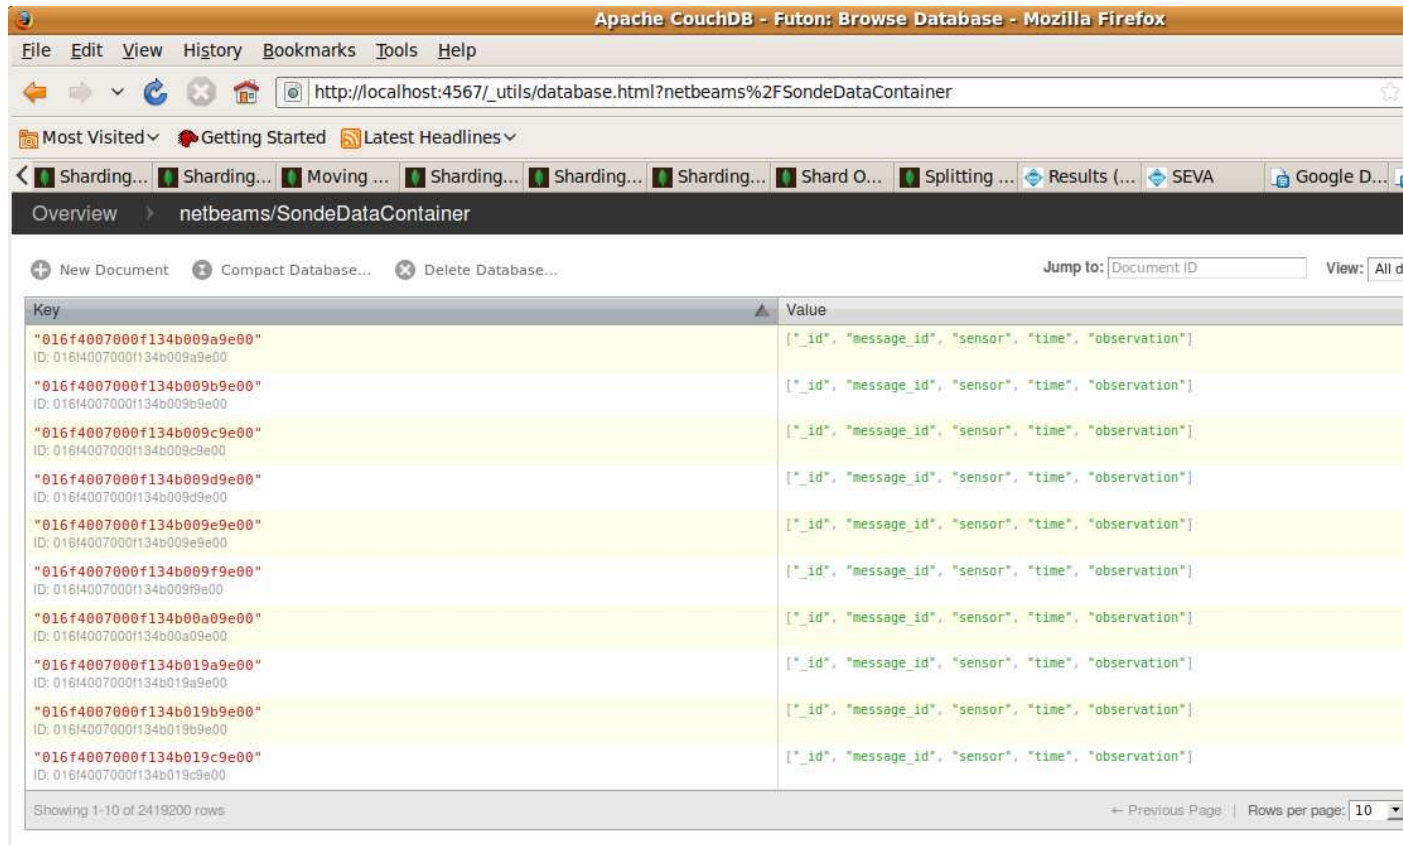 Apache CouchDB - Futon: Browse Database - Mozilla Firefox
File Edit View History Bookmarks Tools Help
http://localhost:4567/_utils/database.html?netbeams%2FSondeDataContainer
Most Visited Getting Started Latest Headlines
Sharding... Sharding... Moving ... Sharding... Sharding... Sharding... Shard O... Splitting ... Results (... SEVA Google D...
Overview netbeams/SondeDataContainer
New Document Compact Database... Delete Database... Jump to: Document ID View: All d
Key Value
"016f4007000f134b009a9e00" ["_id", "message_id", "sensor", "time", "observation"]
ID: 016f4007000f134b009a9e00
"016f4007000f134b009b9e00" ["_id", "message_id", "sensor", "time", "observation"]
ID: 016f4007000f134b009b9e00
"016f4007000f134b009c9e00" ["_id", "message_id", "sensor", "time", "observation"]
ID: 016f4007000f134b009c9e00
"016f4007000f134b009d9e00" ["_id", "message_id", "sensor", "time", "observation"]
ID: 016f4007000f134b009d9e00
"016f4007000f134b009e9e00" ["_id", "message_id", "sensor", "time", "observation"]
ID: 016f4007000f134b009e9e00
"016f4007000f134b009f9e00" ["_id", "message_id", "sensor", "time", "observation"]
ID: 016f4007000f134b009f9e00
"016f4007000f134b00a09e00" ["_id", "message_id", "sensor", "time", "observation"]
ID: 016f4007000f134b00a09e00
"016f4007000f134b019a9e00" ["_id", "message_id", "sensor", "time", "observation"]
ID: 016f4007000f134b019a9e00
"016f4007000f134b019b9e00" ["_id", "message_id", "sensor", "time", "observation"]
ID: 016f4007000f134b019b9e00
"016f4007000f134b019c9e00" ["_id", "message_id", "sensor", "time", "observation"]
ID: 016f4007000f134b019c9e00
Showing 1-10 of 2419200 rows ← Previous Page | Rows per page: 10